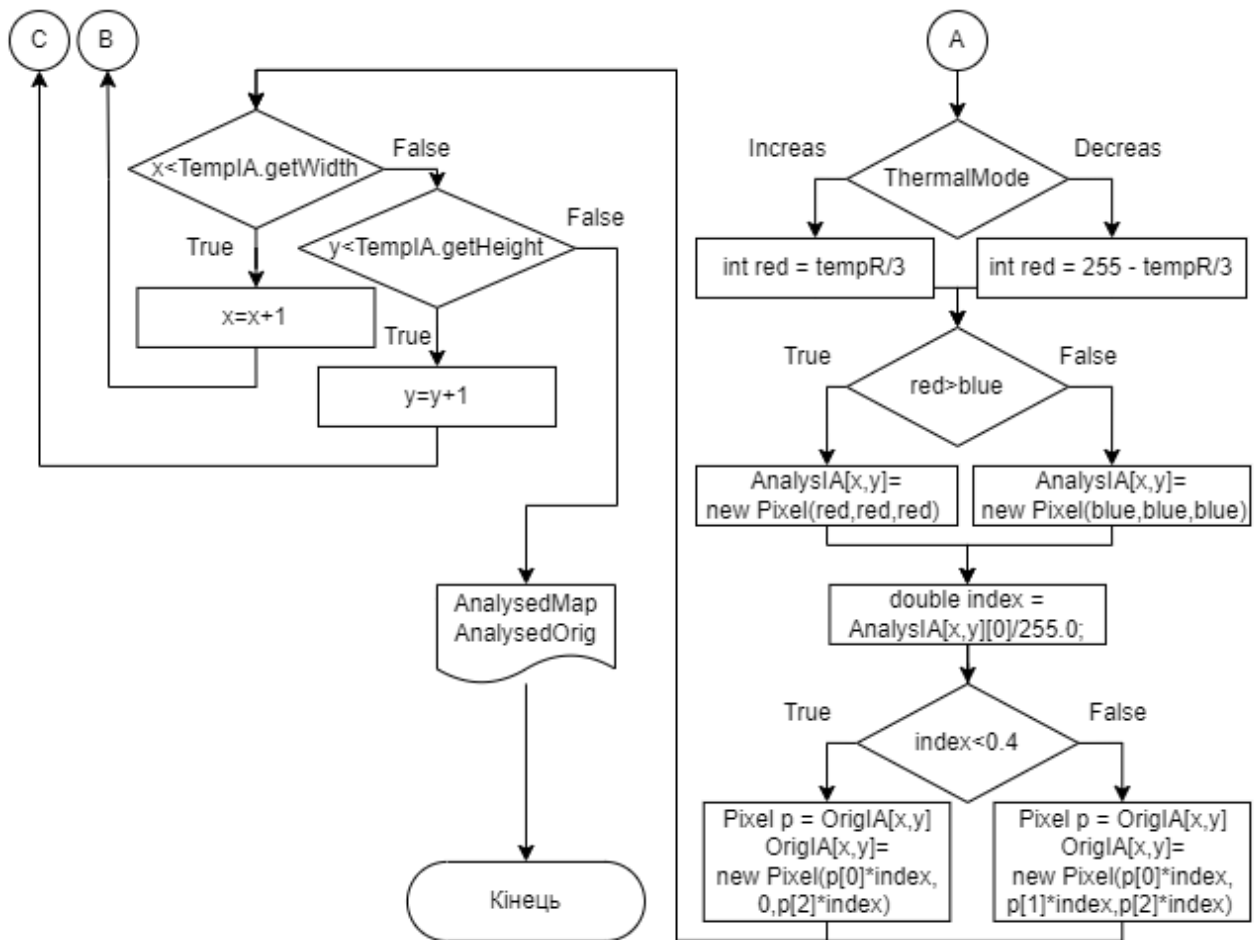 C
B
A
x<TempIA.getWidth
False
True
x=x+1
y<TempIA.getHeight
False
True
y=y+1
AnalysedMap
AnalysedOrig
Кінець
ThermalMode
Increas
Decreas
int red = tempR/3
int red = 255 - tempR/3
red>blue
True
False
AnalysIA[x,y]=
new Pixel(red,red,red)
AnalysIA[x,y]=
new Pixel(blue,blue,blue)
double index =
AnalysIA[x,y][0]/255.0;
index<0.4
True
False
Pixel p = OrigIA[x,y]
OrigIA[x,y]=
new Pixel(p[0]*index,
0,p[2]*index)
Pixel p = OrigIA[x,y]
OrigIA[x,y]=
new Pixel(p[0]*index,
p[1]*index,p[2]*index)